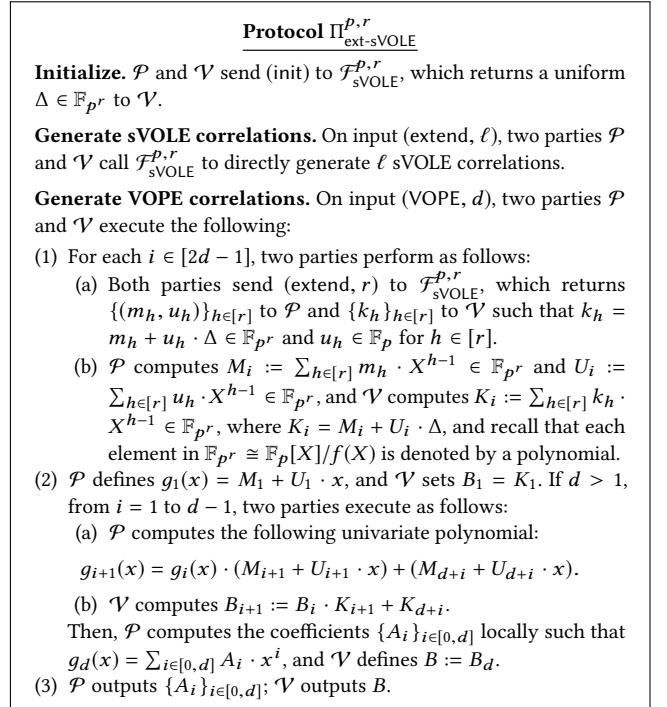 Protocol Π^{p,r}_{ext-sVOLE}
Initialize. 𝒫 and 𝒱 send (init) to ℱ^{p,r}_{sVOLE}, which returns a uniform
Δ ∈ 𝔽_{p^r} to 𝒱.
Generate sVOLE correlations. On input (extend, ℓ), two parties 𝒫
and 𝒱 call ℱ^{p,r}_{sVOLE} to directly generate ℓ sVOLE correlations.
Generate VOPE correlations. On input (VOPE, d), two parties 𝒫
and 𝒱 execute the following:
(1) For each i ∈ [2d − 1], two parties perform as follows:
(a) Both parties send (extend, r) to ℱ^{p,r}_{sVOLE}, which returns
{(m_h, u_h)}_{h∈[r]} to 𝒫 and {k_h}_{h∈[r]} to 𝒱 such that k_h =
m_h + u_h · Δ ∈ 𝔽_{p^r} and u_h ∈ 𝔽_p for h ∈ [r].
(b) 𝒫 computes M_i := ∑_{h∈[r]} m_h · X^{h−1} ∈ 𝔽_{p^r} and U_i :=
∑_{h∈[r]} u_h · X^{h−1} ∈ 𝔽_{p^r}, and 𝒱 computes K_i := ∑_{h∈[r]} k_h ·
X^{h−1} ∈ 𝔽_{p^r}, where K_i = M_i + U_i · Δ, and recall that each
element in 𝔽_{p^r} ≅ 𝔽_p[X]/f(X) is denoted by a polynomial.
(2) 𝒫 defines g_1(x) = M_1 + U_1 · x, and 𝒱 sets B_1 = K_1. If d > 1,
from i = 1 to d − 1, two parties execute as follows:
(a) 𝒫 computes the following univariate polynomial:
g_{i+1}(x) = g_i(x) · (M_{i+1} + U_{i+1} · x) + (M_{d+i} + U_{d+i} · x).
(b) 𝒱 computes B_{i+1} := B_i · K_{i+1} + K_{d+i}.
Then, 𝒫 computes the coefficients {A_i}_{i∈[0,d]} locally such that
g_d(x) = ∑_{i∈[0,d]} A_i · x^i, and 𝒱 defines B := B_d.
(3) 𝒫 outputs {A_i}_{i∈[0,d]}; 𝒱 outputs B.